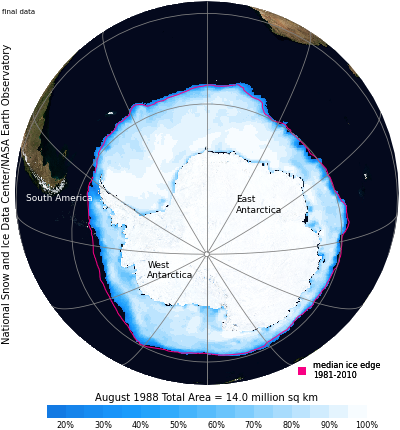 final data
National Snow and Ice Data Center/NASA Earth Observatory
South America
East
Antarctica
West
Antarctica
median ice edge
1981-2010
August 1988 Total Area = 14.0 million sq km
20% 30% 40% 50% 60% 70% 80% 90% 100%